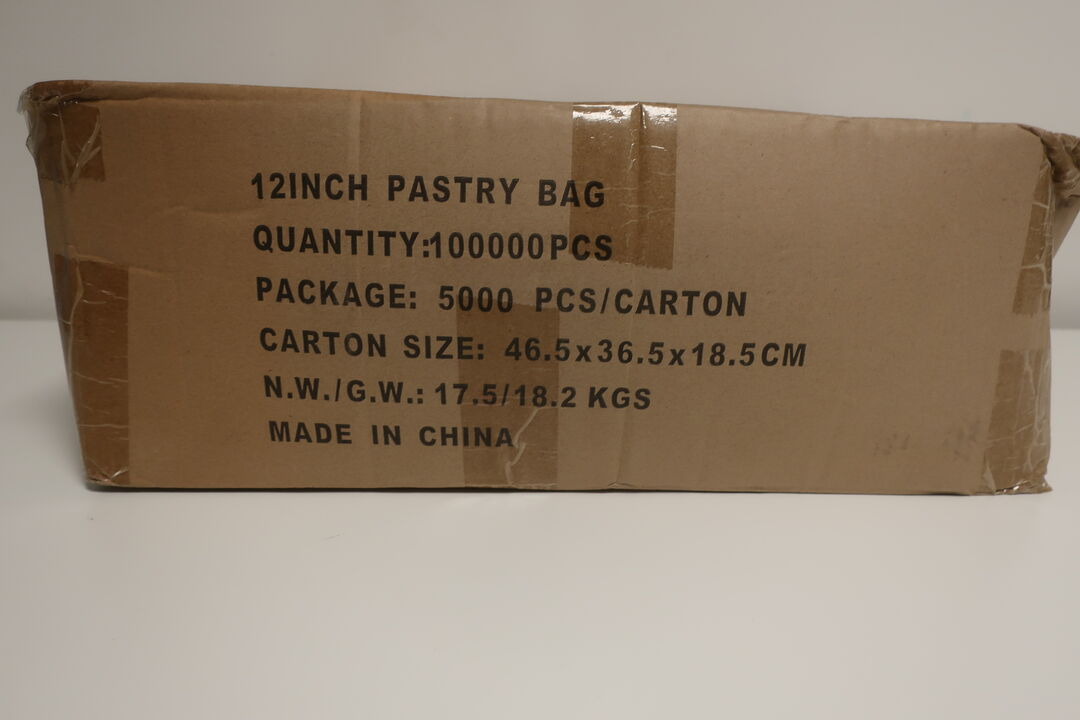 12INCH PASTRY BAG
QUANTITY:100000PCS
PACKAGE: 5000 PCS/CARTON
CARTON SIZE: 46.5x36.5x18.5CM
N.W./G.W.: 17.5/18.2 KGS
MADE IN CHINA